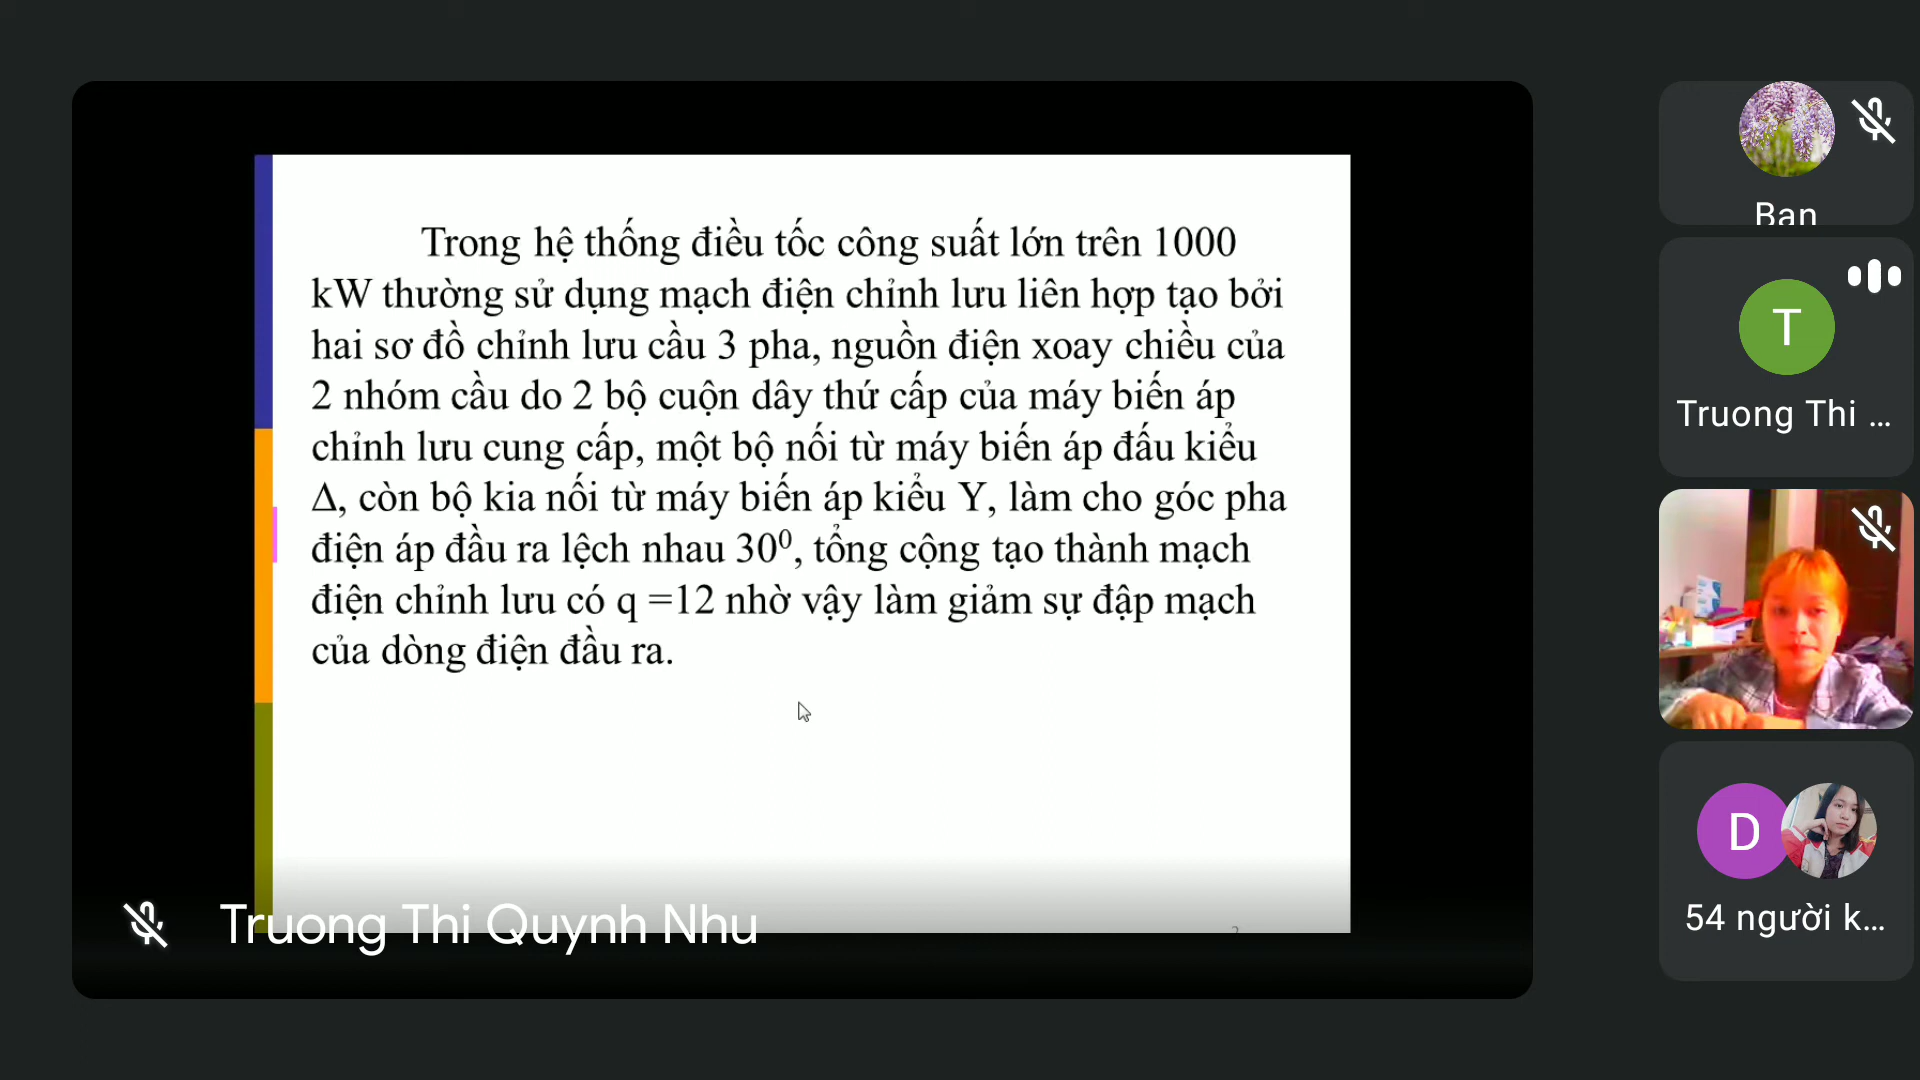 Trong hệ thống điều tốc công suất lớn trên 1000
kW thường sử dụng mạch điện chỉnh lưu liên hợp tạo bởi
hai sơ đồ chỉnh lưu cầu 3 pha, nguồn điện xoay chiều của
2 nhóm cầu do 2 bộ cuộn dây thứ cấp của máy biến áp
chỉnh lưu cung cấp, một bộ nối từ máy biến áp đấu kiểu
Δ, còn bộ kia nối từ máy biến áp kiểu Y, làm cho góc pha
điện áp đầu ra lệch nhau 30⁰, tổng cộng tạo thành mạch
điện chỉnh lưu có q =12 nhờ vậy làm giảm sự đập mạch
của dòng điện đầu ra.
Truong Thi Quynh Nhu
Bạn
T
Truong Thi ...
D
54 người k...